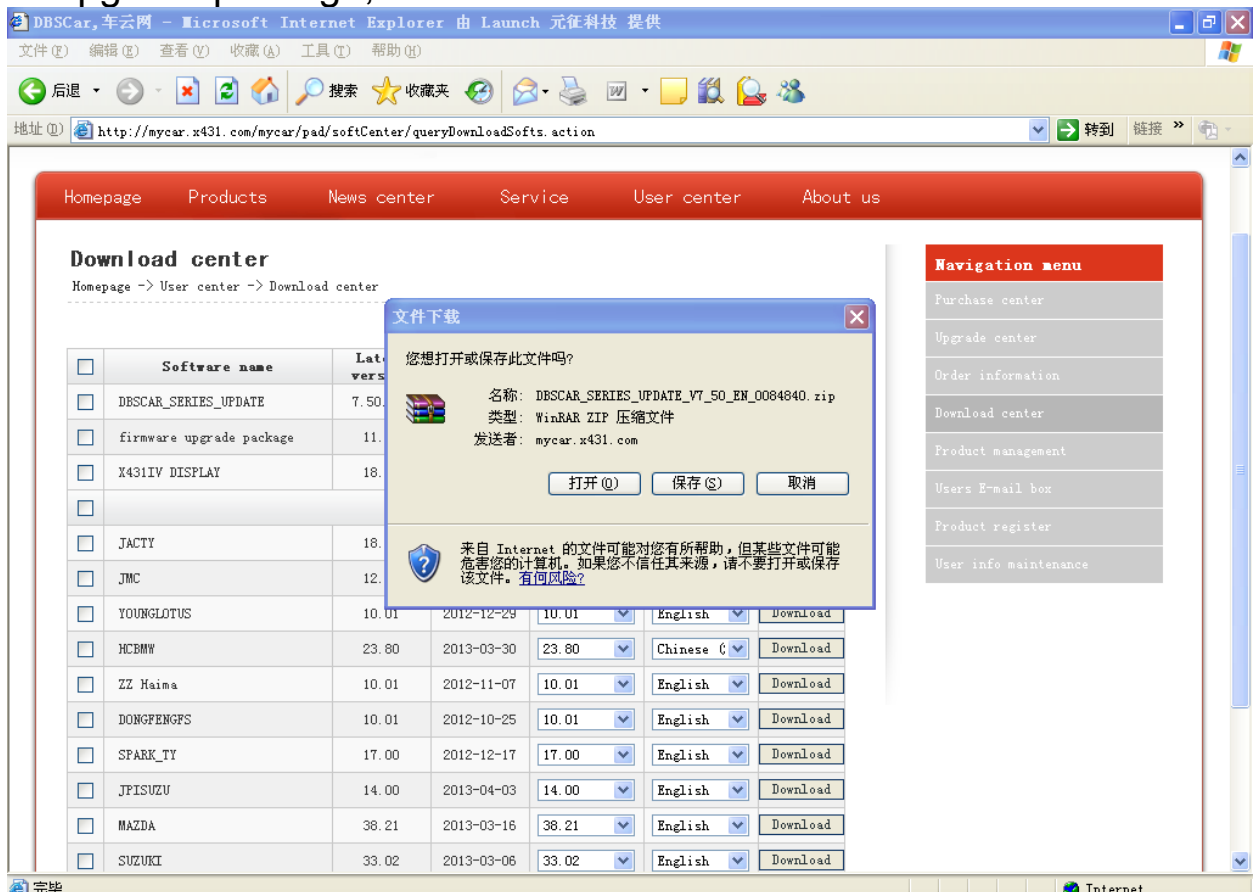 DBSCar,车云网 - Microsoft Internet Explorer 由 Launch 元征科技 提供
文件(F) 编辑(E) 查看(V) 收藏(A) 工具(T) 帮助(H)
后退 搜索 收藏夹
地址(D) http://mycar.x431.com/mycar/pad/softCenter/queryDownloadSofts.action 转到 链接 »
Homepage Products News center Service User center About us
Download center
Homepage -> User center -> Download center
Software name
DBSCAR_SERIES_UPDATE 7.50.
firmware upgrade package 11.
X431IV DISPLAY 18.
JACTY 18.
JMC 12.
文件下载
您想打开或保存此文件吗?
名称: DBSCAR_SERIES_UPDATE_V7_50_EN_0084840.zip
类型: WinRAR ZIP 压缩文件
发送者: mycar.x431.com
打开(O) 保存(S) 取消
来自 Internet 的文件可能对您有所帮助,但某些文件可能
危害您的计算机。如果您不信任其来源,请不要打开或保存
该文件。有何风险?
YOUNGLOTUS 10.01 2012-12-29 10.01 English Download
HCBMW 23.80 2013-03-30 23.80 Chinese ( Download
ZZ Haima 10.01 2012-11-07 10.01 English Download
DONGFENGFS 10.01 2012-10-25 10.01 English Download
SPARK_TY 17.00 2012-12-17 17.00 English Download
JPISUZU 14.00 2013-04-03 14.00 English Download
MAZDA 38.21 2013-03-16 38.21 English Download
SUZUKI 33.02 2013-03-06 33.02 English Download
Navigation menu
Purchase center
Upgrade center
Order information
Download center
Product management
Users E-mail box
Product register
User info maintenance
完毕 Internet